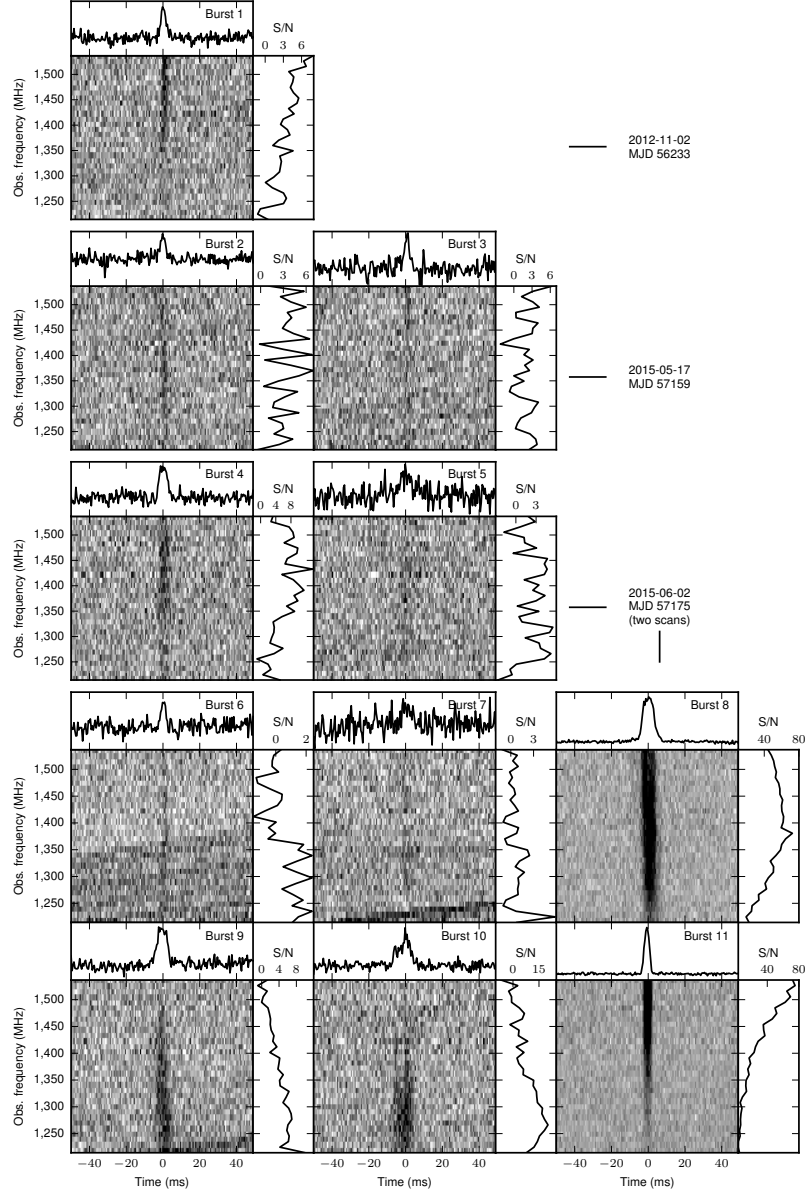 Burst 1
S/N
0 3 6
Obs. frequency (MHz)
1,500
1,450
1,400
1,350
1,300
1,250
2012-11-02
MJD 56233
Burst 2
S/N
0 3 6
Burst 3
S/N
0 3 6
Obs. frequency (MHz)
1,500
1,450
1,400
1,350
1,300
1,250
2015-05-17
MJD 57159
Burst 4
S/N
0 4 8
Burst 5
S/N
0 3
Obs. frequency (MHz)
1,500
1,450
1,400
1,350
1,300
1,250
2015-06-02
MJD 57175
(two scans)
Burst 6
S/N
0 2
Burst 7
S/N
0 3
Burst 8
S/N
40 80
Obs. frequency (MHz)
1,500
1,450
1,400
1,350
1,300
1,250
Burst 9
S/N
0 4 8
Burst 10
S/N
0 15
Burst 11
S/N
40 80
Obs. frequency (MHz)
1,500
1,450
1,400
1,350
1,300
1,250
−40 −20 0 20 40
Time (ms)
−40 −20 0 20 40
Time (ms)
−40 −20 0 20 40
Time (ms)